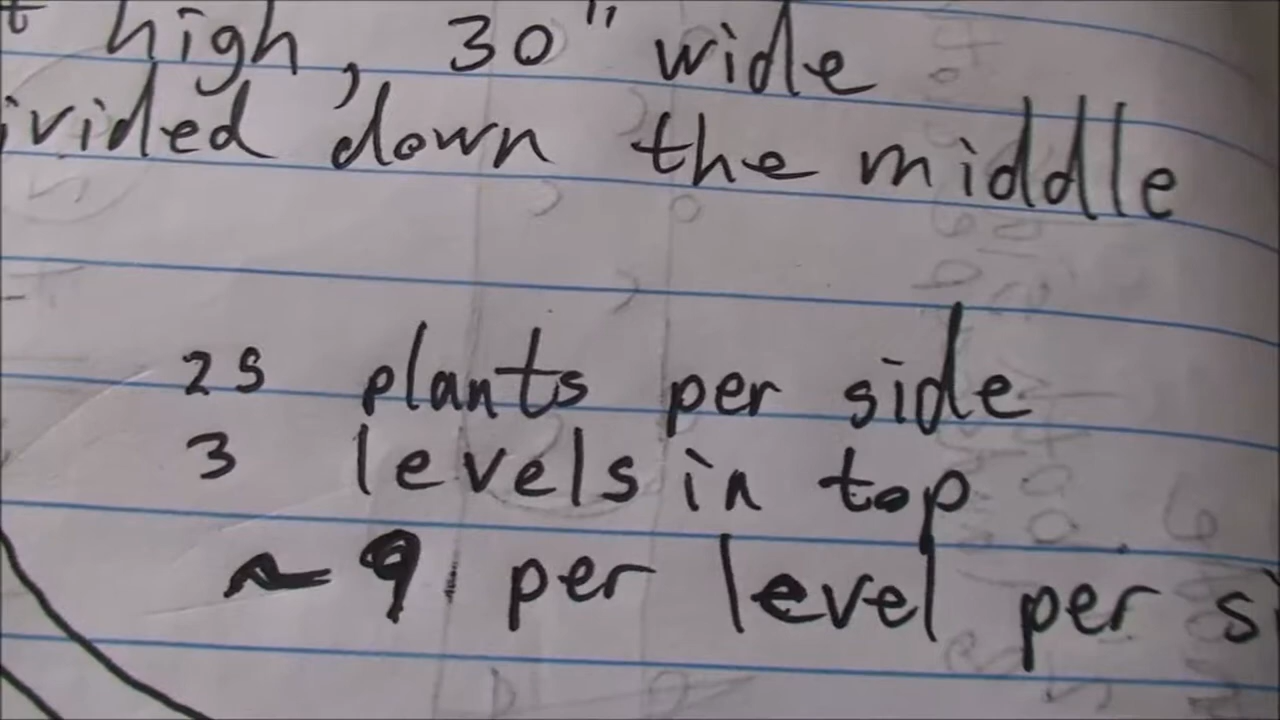 t high, 30" wide
ivided down the middle
25 plants per side
3 levels in top
~ 9 per level per s